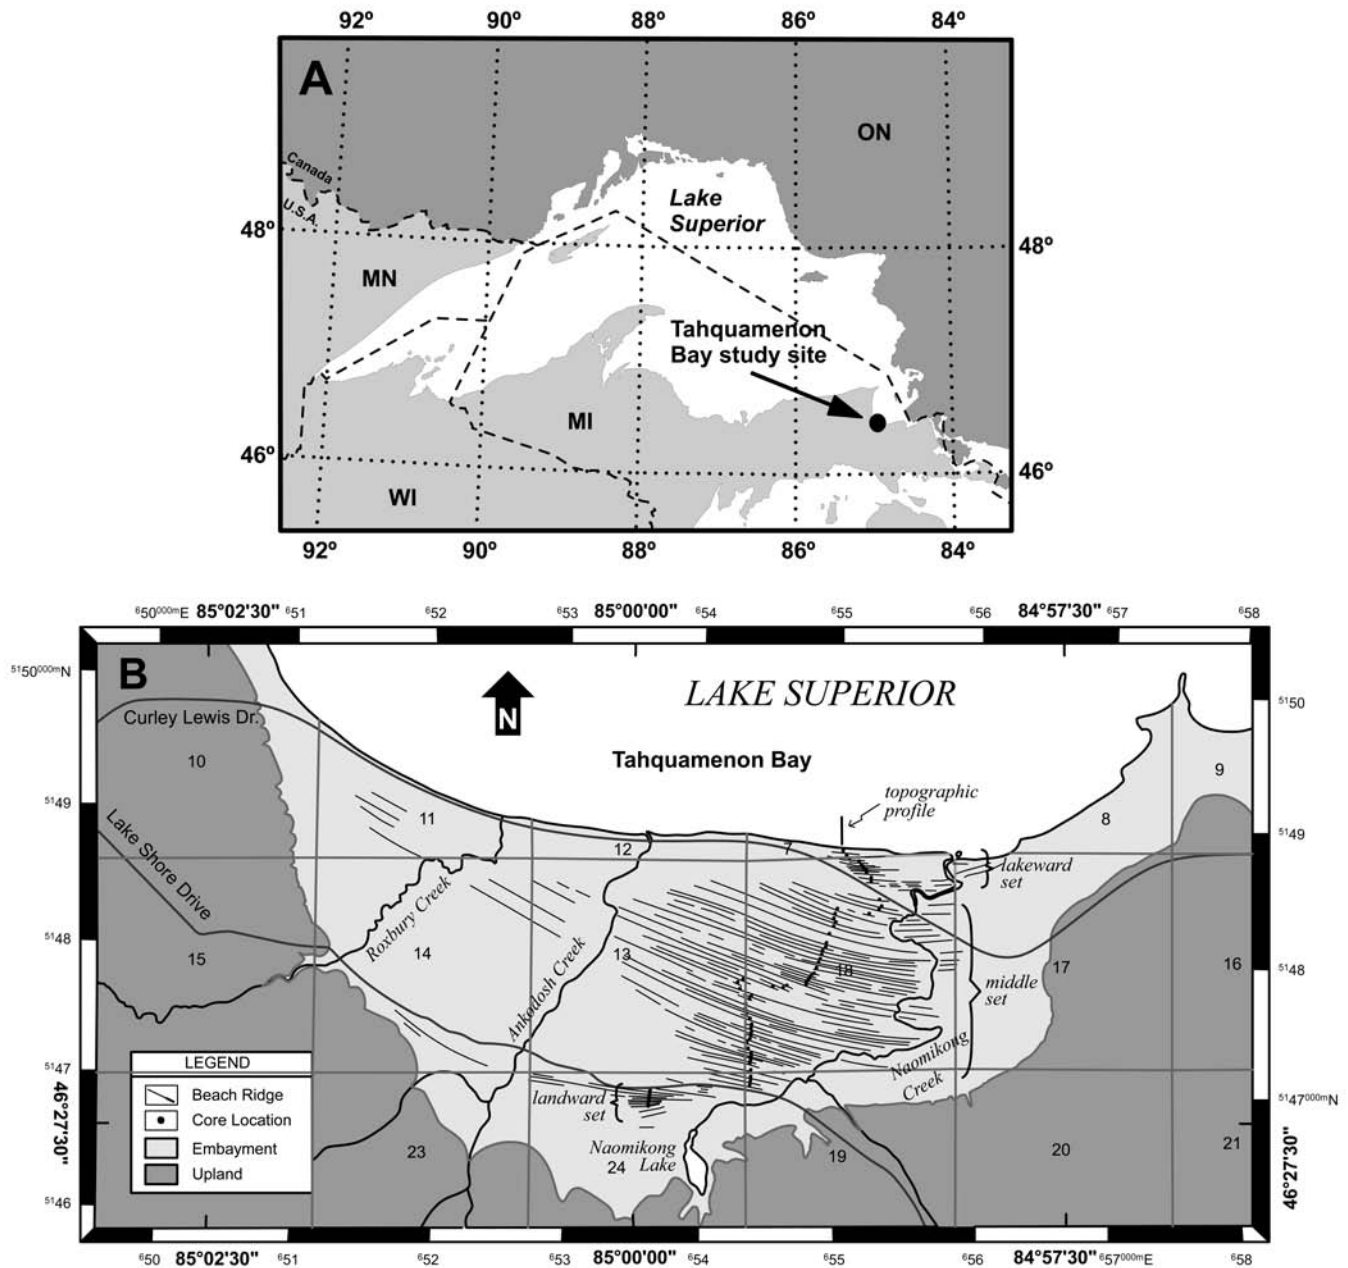 92º 90º 88º 86º 84º
A
ON
Canada
U.S.A.
Lake
Superior
48º 48º
MN
Tahquamenon
Bay study site
MI
46º 46º
WI
92º 90º 88º 86º 84º
650000mE 85°02'30" 651 652 653 85°00'00" 654 655 656 84°57'30" 657 658
5150000mN
B
N
LAKE SUPERIOR
5150
Curley Lewis Dr.
10
Tahquamenon Bay
9
topographic
profile
5149
Lake Shore Drive
11
12
7
8
5149
lakeward
set
Roxbury Creek
Ankodosh Creek
5148
15
14
13
18
17
16
5148
middle
set
Naomikong
Creek
5147
LEGEND
Beach Ridge
Core Location
Embayment
Upland
landward
set
5147000mN
46°27'30"
23
Naomikong
Lake
24
19
20
21
46°27'30"
5146
650 85°02'30" 651 652 653 85°00'00" 654 655 656 84°57'30" 657000mE 658